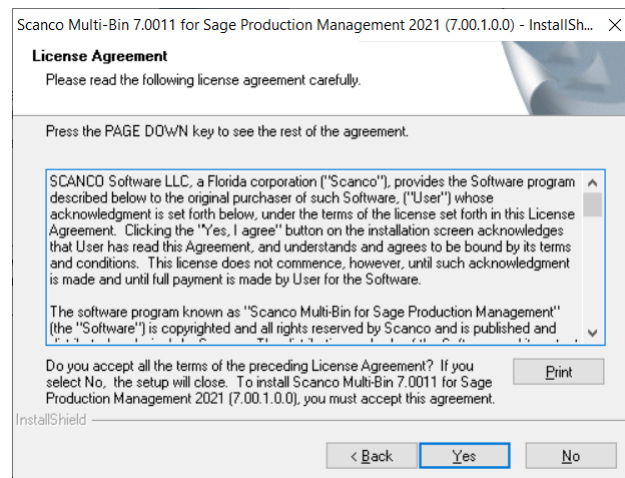 Scanco Multi-Bin 7.0011 for Sage Production Management 2021 (7.00.1.0.0) - InstallSh...
License Agreement
Please read the following license agreement carefully.
Press the PAGE DOWN key to see the rest of the agreement.
SCANCO Software LLC, a Florida corporation ("Scanco"), provides the Software program
described below to the original purchaser of such Software, ("User") whose
acknowledgment is set forth below, under the terms of the license set forth in this License
Agreement. Clicking the "Yes, I agree" button on the installation screen acknowledges
that User has read this Agreement, and understands and agrees to be bound by its terms
and conditions. This license does not commence, however, until such acknowledgment
is made and until full payment is made by User for the Software.
The software program known as "Scanco Multi-Bin for Sage Production Management"
(the "Software") is copyrighted and all rights reserved by Scanco and is published and
Do you accept all the terms of the preceding License Agreement? If you
select No, the setup will close. To install Scanco Multi-Bin 7.0011 for Sage
Production Management 2021 (7.00.1.0.0), you must accept this agreement.
Print
InstallShield
< Back
Yes
No